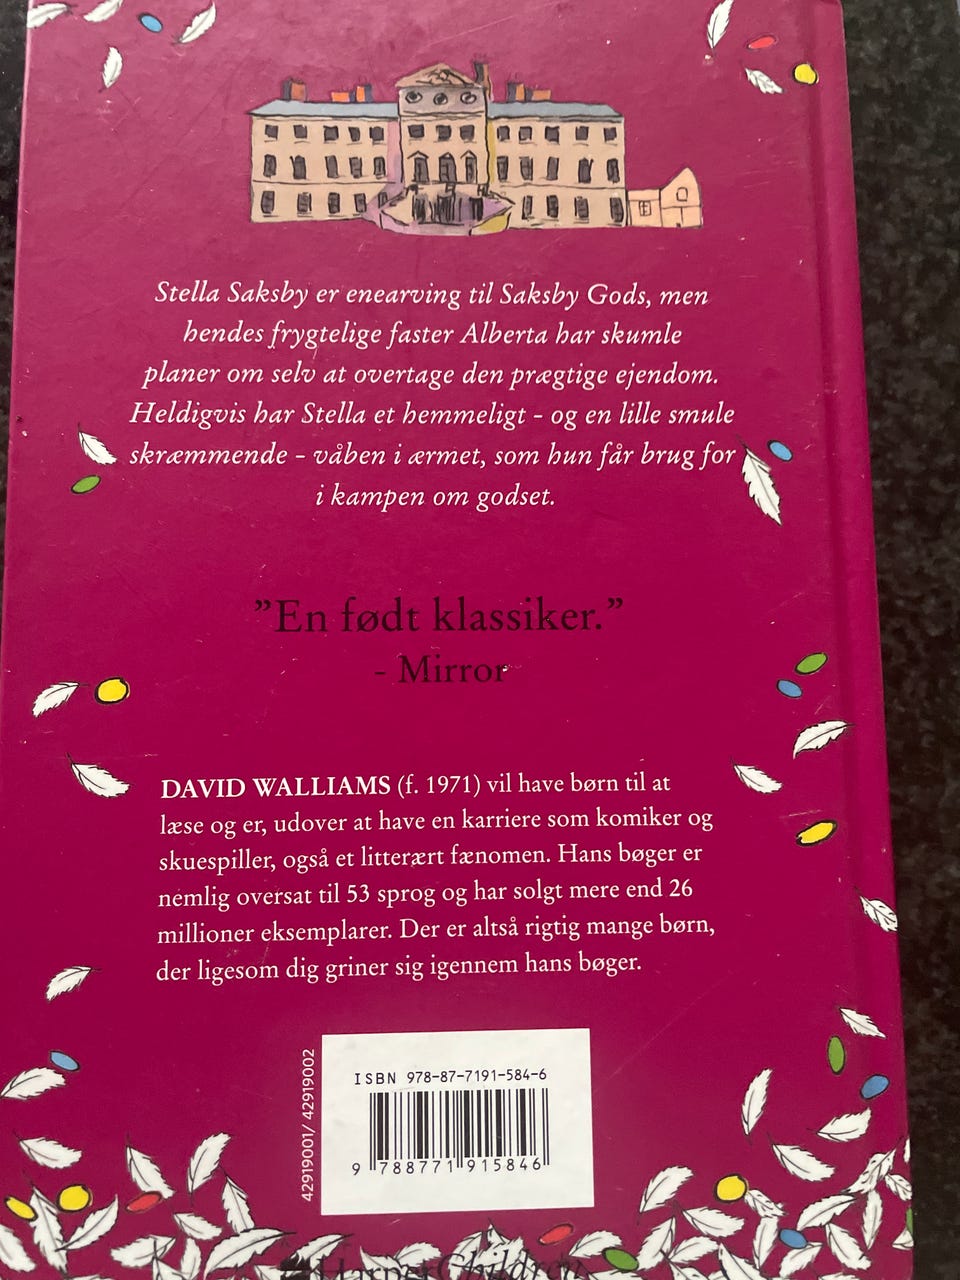 Stella Saksby er enearving til Saksby Gods, men
hendes frygtelige faster Alberta har skumle
planer om selv at overtage den prægtige ejendom.
Heldigvis har Stella et hemmeligt - og en lille smule
skræmmende - våben i ærmet, som hun får brug for
i kampen om godset.
”En født klassiker.”
- Mirror
DAVID WALLIAMS (f. 1971) vil have børn til at
læse og er, udover at have en karriere som komiker og
skuespiller, også et litterært fænomen. Hans bøger er
nemlig oversat til 53 sprog og har solgt mere end 26
millioner eksemplarer. Der er altså rigtig mange børn,
der ligesom dig griner sig igennem hans bøger.
42919001/ 42919002
ISBN 978-87-7191-584-6
9 788771 915846
HarperChildren